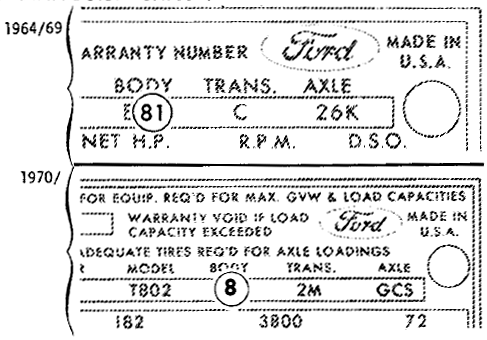 1964/69
ARRANTY NUMBER Ford MADE IN
U.S.A.
BODY TRANS. AXLE
E 81 C 26K
NET H.P. R.P.M. D.S.O.
1970/
FOR EQUIP. REQ'D FOR MAX. GVW & LOAD CAPACITIES
WARRANTY VOID IF LOAD Ford MADE IN
CAPACITY EXCEEDED U.S.A.
ADEQUATE TIRES REQ'D FOR AXLE LOADINGS
MODEL BODY TRANS. AXLE
T802 8 2M GCS
182 3800 72